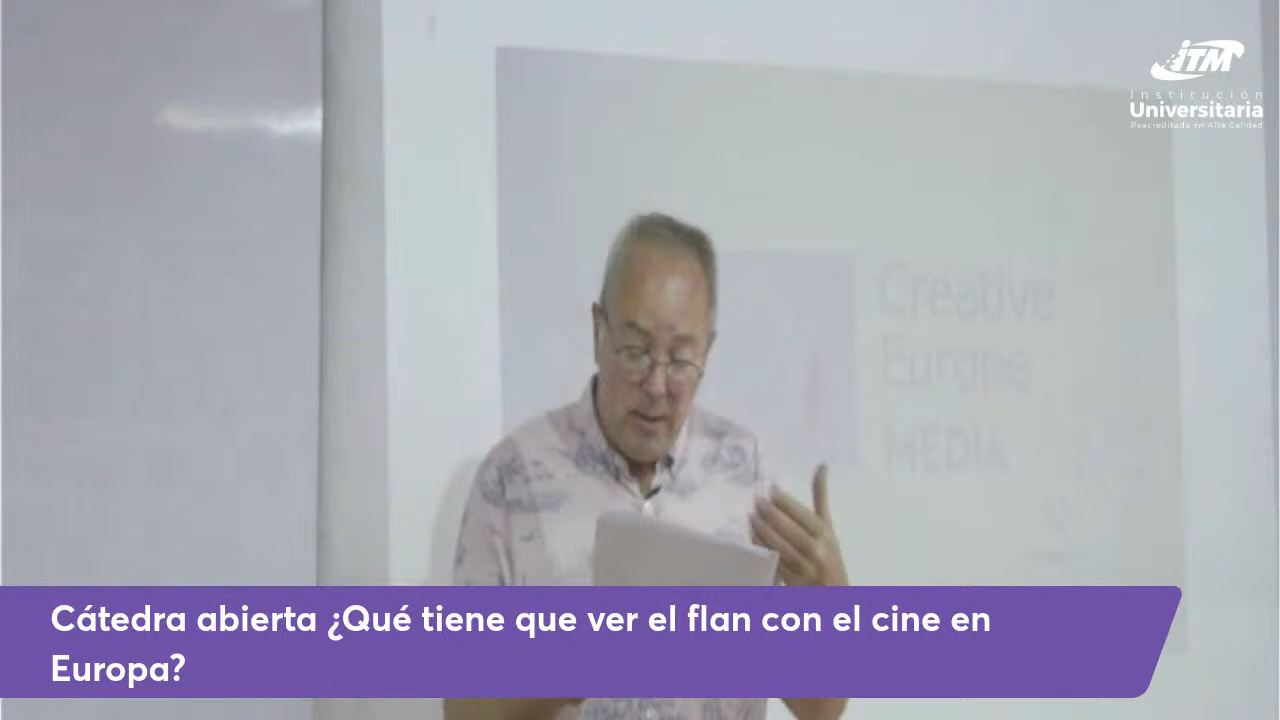 ITM
Institución
Universitaria
Reacreditada en Alta Calidad
Creative
Europe
MEDIA
Cátedra abierta ¿Qué tiene que ver el flan con el cine en
Europa?